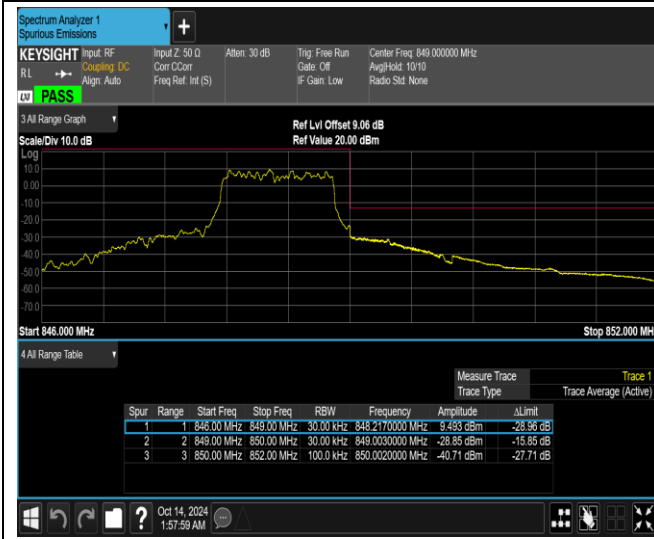 Spectrum Analyzer 1
Spurious Emissions
+
KEYSIGHT Input: RF Input Z: 50 Ω Atten: 30 dB Trig: Free Run Center Freq: 849.000000 MHz
RL Coupling: DC Corr CCorr Gate: Off Avg|Hold: 10/10
Align: Auto Freq Ref: Int (S) IF Gain: Low Radio Std: None
LXI PASS
3 All Range Graph
Ref Lvl Offset 9.06 dB
Scale/Div 10.0 dB Ref Value 20.00 dBm
Log
10.0
0.00
-10.0
-20.0
-30.0
-40.0
-50.0
-60.0
-70.0
Start 846.000 MHz Stop 852.000 MH
4 All Range Table
Measure Trace Trace 1
Trace Type Trace Average (Active)
Spur Range Start Freq Stop Freq RBW Frequency Amplitude ΔLimit
1 1 846.00 MHz 849.00 MHz 30.00 kHz 848.2170000 MHz 9.493 dBm -28.96 dB
2 2 849.00 MHz 850.00 MHz 30.00 kHz 849.0030000 MHz -28.85 dBm -15.85 dB
3 3 850.00 MHz 852.00 MHz 100.0 kHz 850.0020000 MHz -40.71 dBm -27.71 dB
? Oct 14, 2024
1:57:59 AM